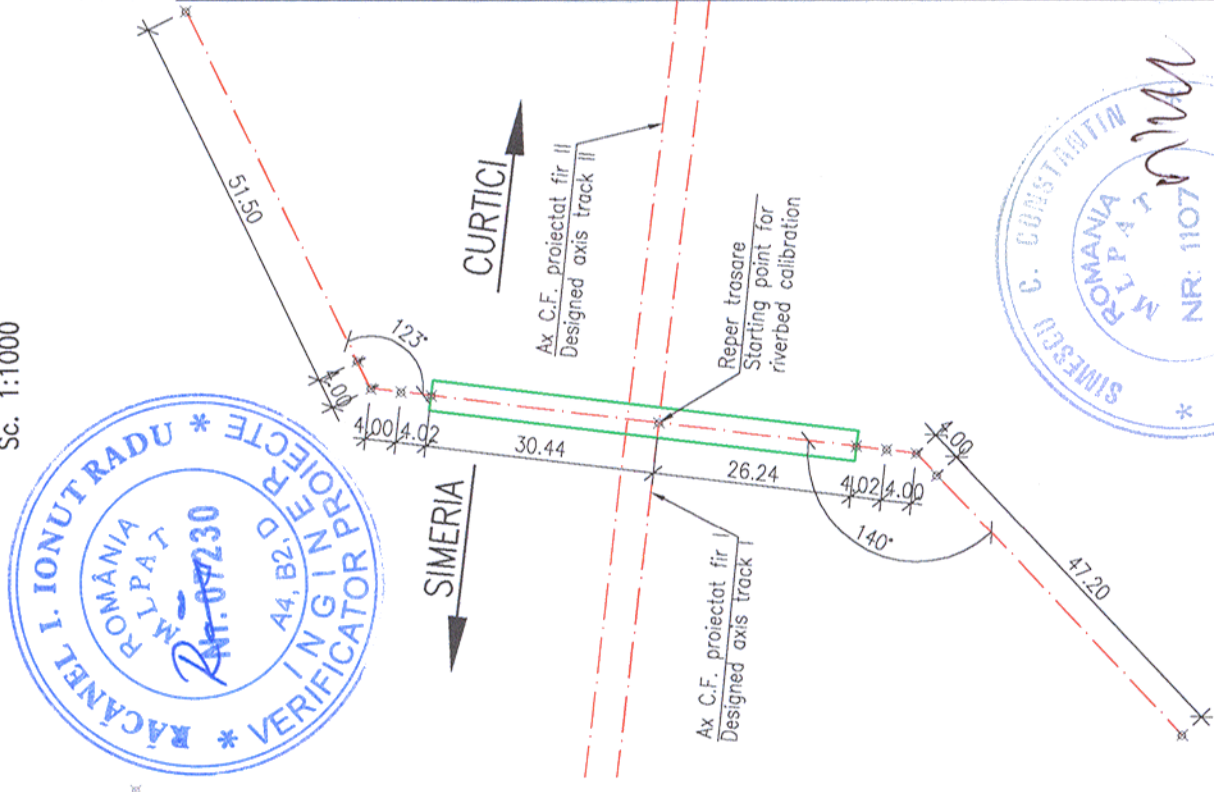 Sc. 1:1000
51.50
CURTICI
Ax C.F. proiectat fir II
Designed axis track II
123°
4.00
4.00
4.02
30.44
26.24
4.02
4.00
Reper trasare
Starting point for
riverbed calibration
SIMERIA
Ax C.F. proiectat fir I
Designed axis track I
140°
4.00
47.20
RĂCĂNEL I. IONUT RADU
* VERIFICATOR PROIECTE *
INGINER
ROMÂNIA
MLPAT
A4, B2, D
SIMESCU C. CONSTANTIN
*
ROMANIA
MLPAT
NR: 1107